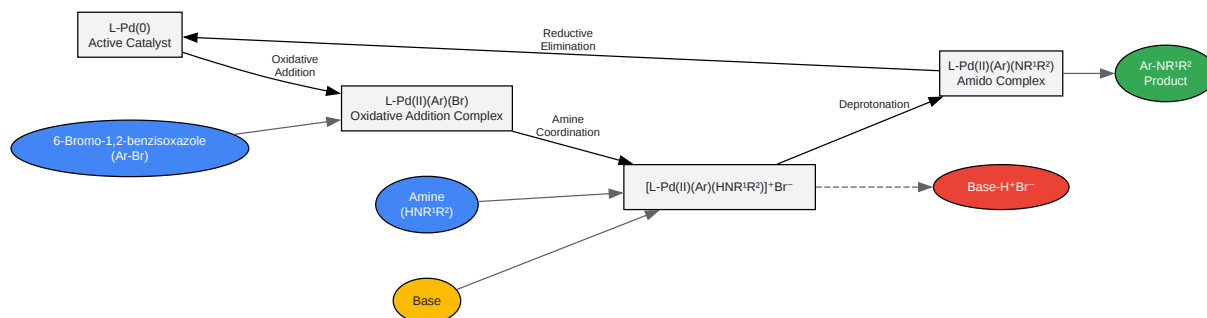 L-Pd(0)
Active Catalyst
Oxidative
Addition
6-Bromo-1,2-benzisoxazole
(Ar-Br)
L-Pd(II)(Ar)(Br)
Oxidative Addition Complex
Reductive
Elimination
Amine
Coordination
Amine
(HNR¹R²)
Base
[L-Pd(II)(Ar)(HNR¹R²)]⁺Br⁻
Deprotonation
L-Pd(II)(Ar)(NR¹R²)
Amido Complex
Ar-NR¹R²
Product
Base-H⁺Br⁻